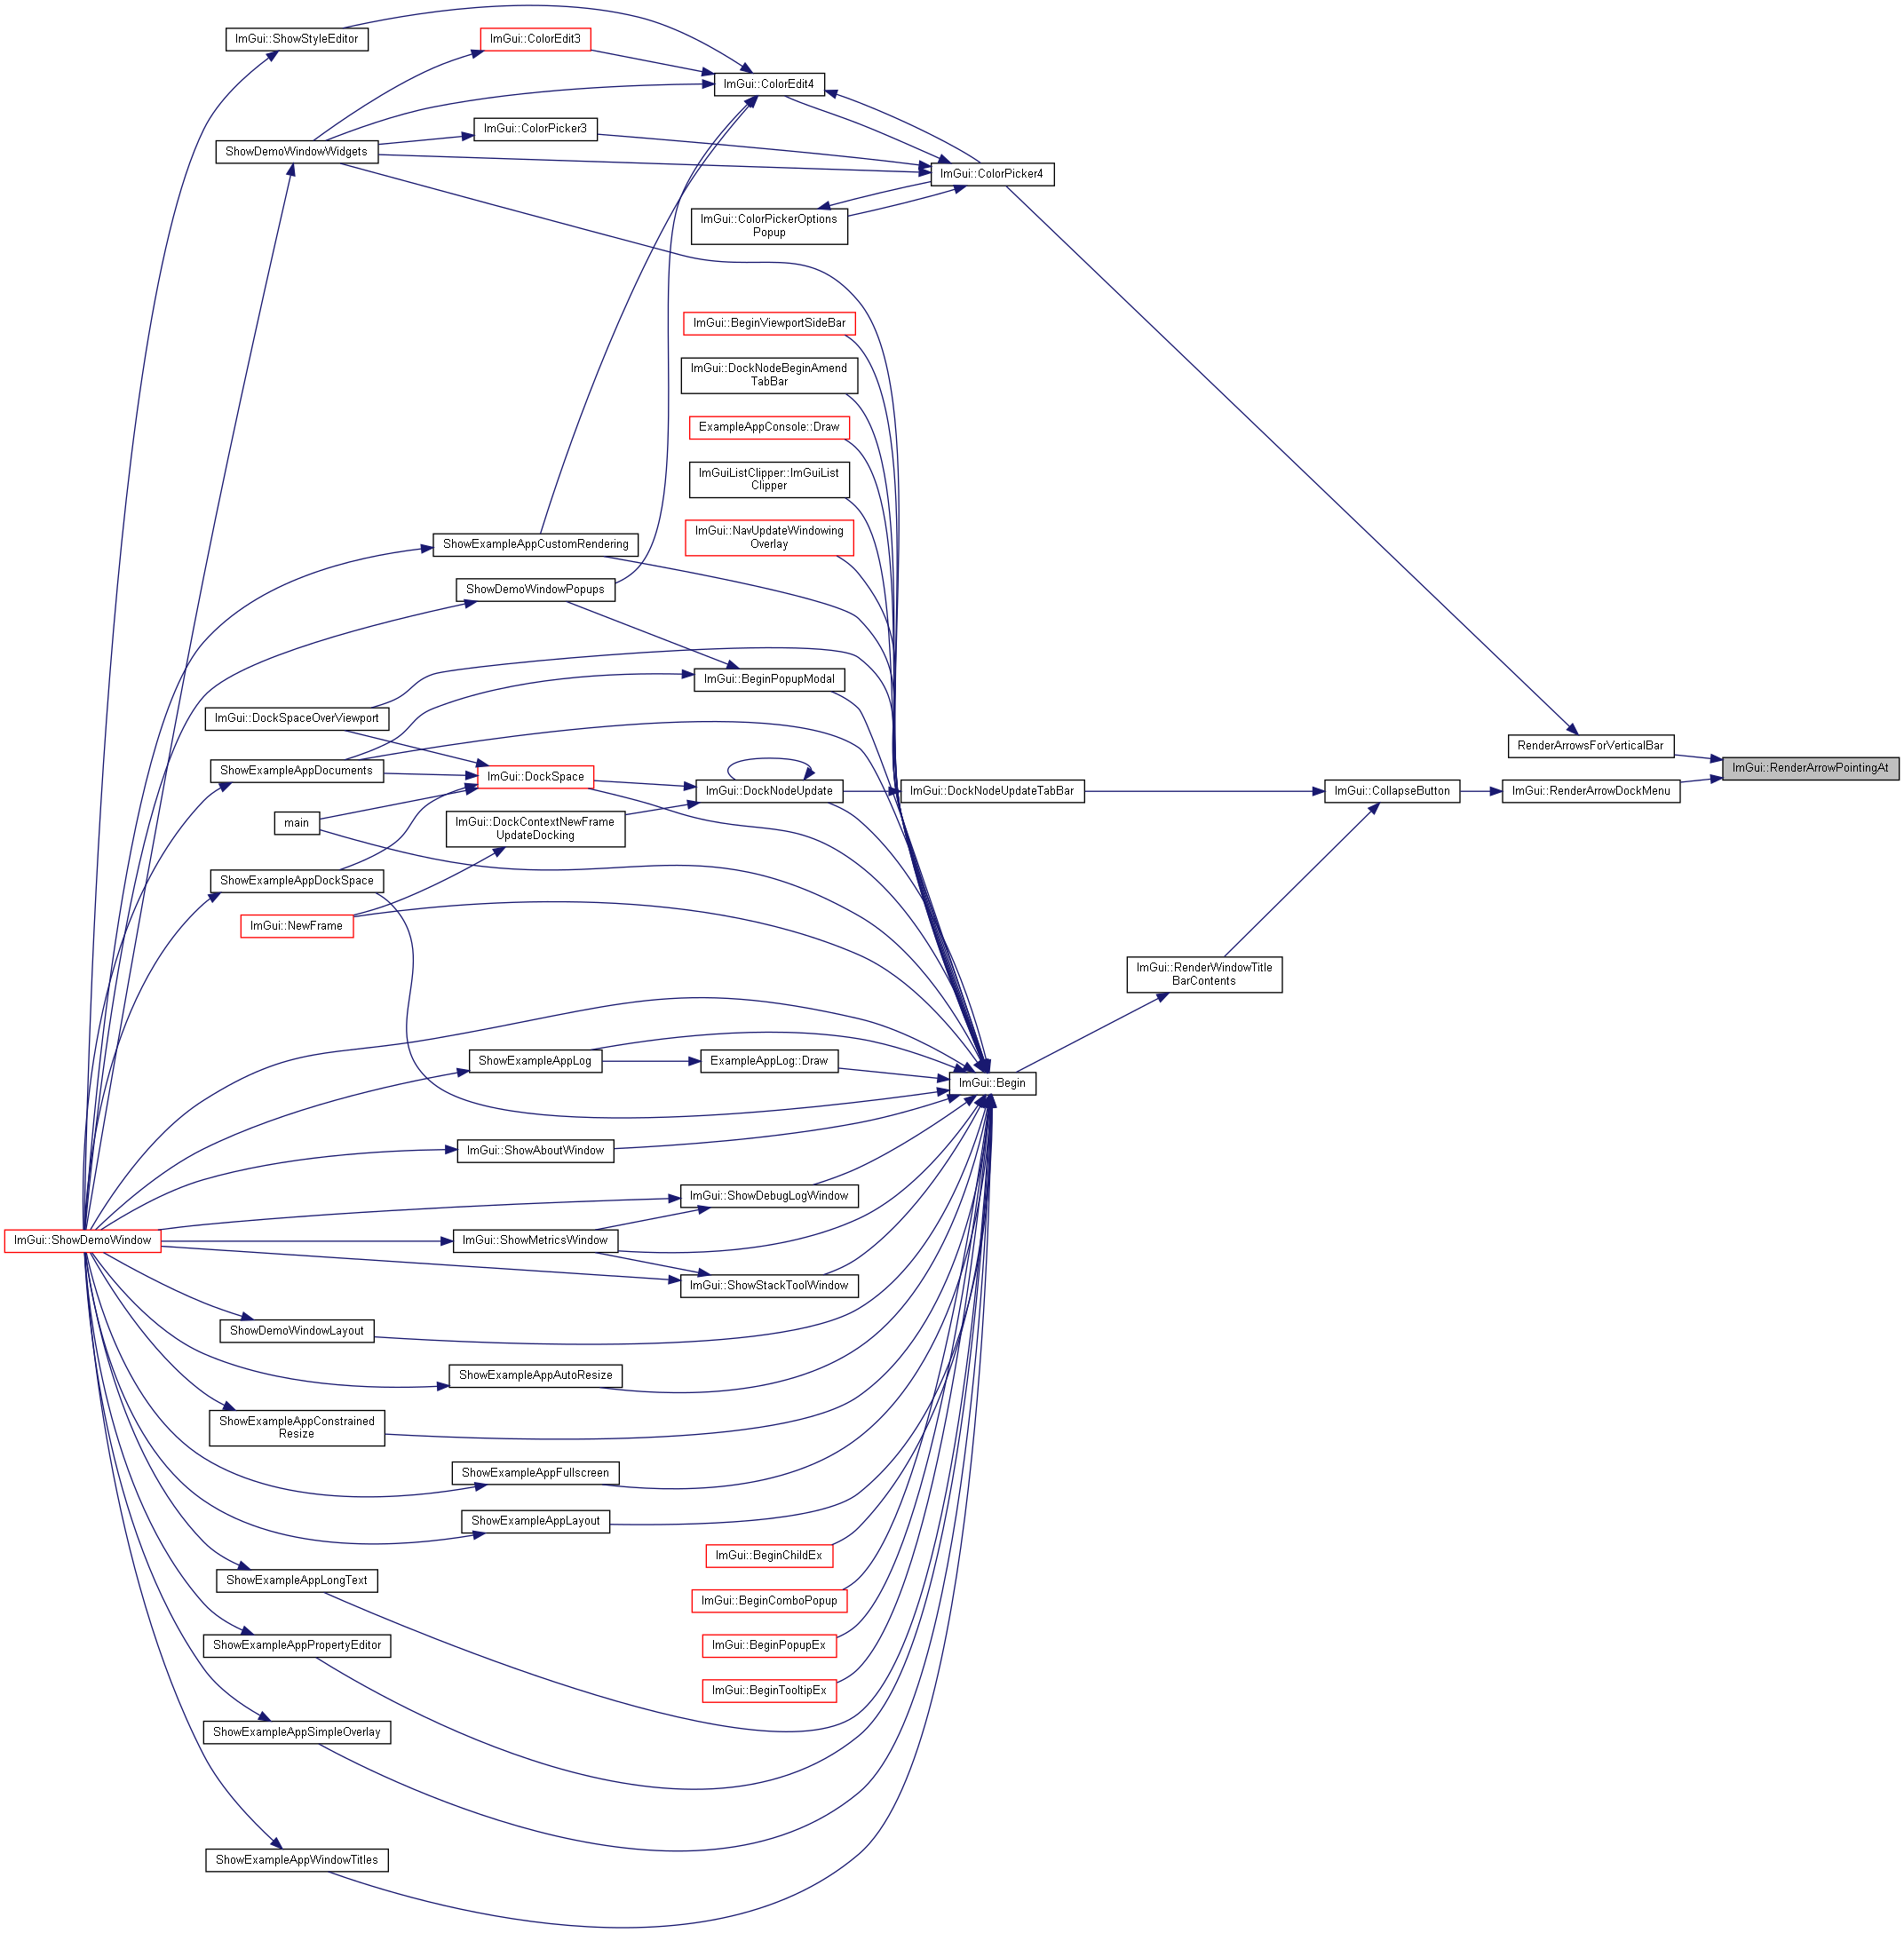 ImGui::ShowStyleEditor
ImGui::ColorEdit3
ImGui::ColorEdit4
ImGui::ColorPicker3
ShowDemoWindowWidgets
ImGui::ColorPicker4
ImGui::ColorPickerOptions
Popup
ImGui::BeginViewportSideBar
ImGui::DockNodeBeginAmend
TabBar
ExampleAppConsole::Draw
ImGuiListClipper::ImGuiList
Clipper
ImGui::NavUpdateWindowing
Overlay
ShowExampleAppCustomRendering
ShowDemoWindowPopups
ImGui::BeginPopupModal
ImGui::DockSpaceOverViewport
RenderArrowsForVerticalBar
ImGui::RenderArrowPointingAt
ShowExampleAppDocuments
ImGui::DockSpace
ImGui::DockNodeUpdate
ImGui::DockNodeUpdateTabBar
ImGui::CollapseButton
ImGui::RenderArrowDockMenu
main
ImGui::DockContextNewFrame
UpdateDocking
ShowExampleAppDockSpace
ImGui::NewFrame
ImGui::RenderWindowTitle
BarContents
ShowExampleAppLog
ExampleAppLog::Draw
ImGui::Begin
ImGui::ShowAboutWindow
ImGui::ShowDebugLogWindow
ImGui::ShowDemoWindow
ImGui::ShowMetricsWindow
ImGui::ShowStackToolWindow
ShowDemoWindowLayout
ShowExampleAppAutoResize
ShowExampleAppConstrained
Resize
ShowExampleAppFullscreen
ShowExampleAppLayout
ImGui::BeginChildEx
ShowExampleAppLongText
ImGui::BeginComboPopup
ShowExampleAppPropertyEditor
ImGui::BeginPopupEx
ImGui::BeginTooltipEx
ShowExampleAppSimpleOverlay
ShowExampleAppWindowTitles